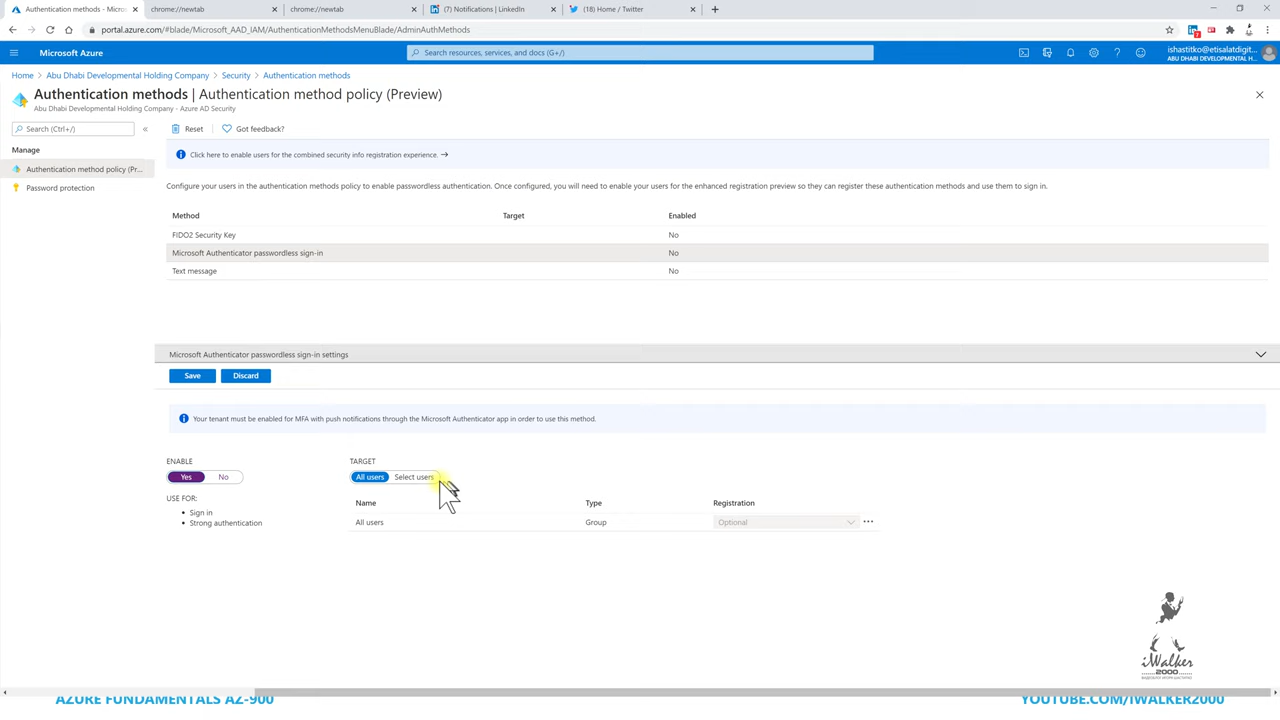 Authentication methods - Micros
chrome://newtab
chrome://newtab
(7) Notifications | LinkedIn
(18) Home / Twitter
portal.azure.com/#blade/Microsoft_AAD_IAM/AuthenticationMethodsMenuBlade/AdminAuthMethods
Microsoft Azure
Search resources, services, and docs (G+/)
ishastitko@etisalatdigit...
ABU DHABI DEVELOPMENTAL H...
Home > Abu Dhabi Developmental Holding Company > Security > Authentication methods
Authentication methods | Authentication method policy (Preview)
Abu Dhabi Developmental Holding Company - Azure AD Security
Search (Ctrl+/)
«
Reset
Got feedback?
Manage
Authentication method policy (Pr...
Password protection
Click here to enable users for the combined security info registration experience. →
Configure your users in the authentication methods policy to enable passwordless authentication. Once configured, you will need to enable your users for the enhanced registration preview so they can register these authentication methods and use them to sign in.
Method Target Enabled
FIDO2 Security Key No
Microsoft Authenticator passwordless sign-in No
Text message No
Microsoft Authenticator passwordless sign-in settings
Save Discard
Your tenant must be enabled for MFA with push notifications through the Microsoft Authenticator app in order to use this method.
ENABLE
Yes No
USE FOR:
• Sign in
• Strong authentication
TARGET
All users Select users
Name Type Registration
All users Group Optional ...
iWalker
2000
AZURE FUNDAMENTALS AZ-900
YOUTUBE.COM/IWALKER2000